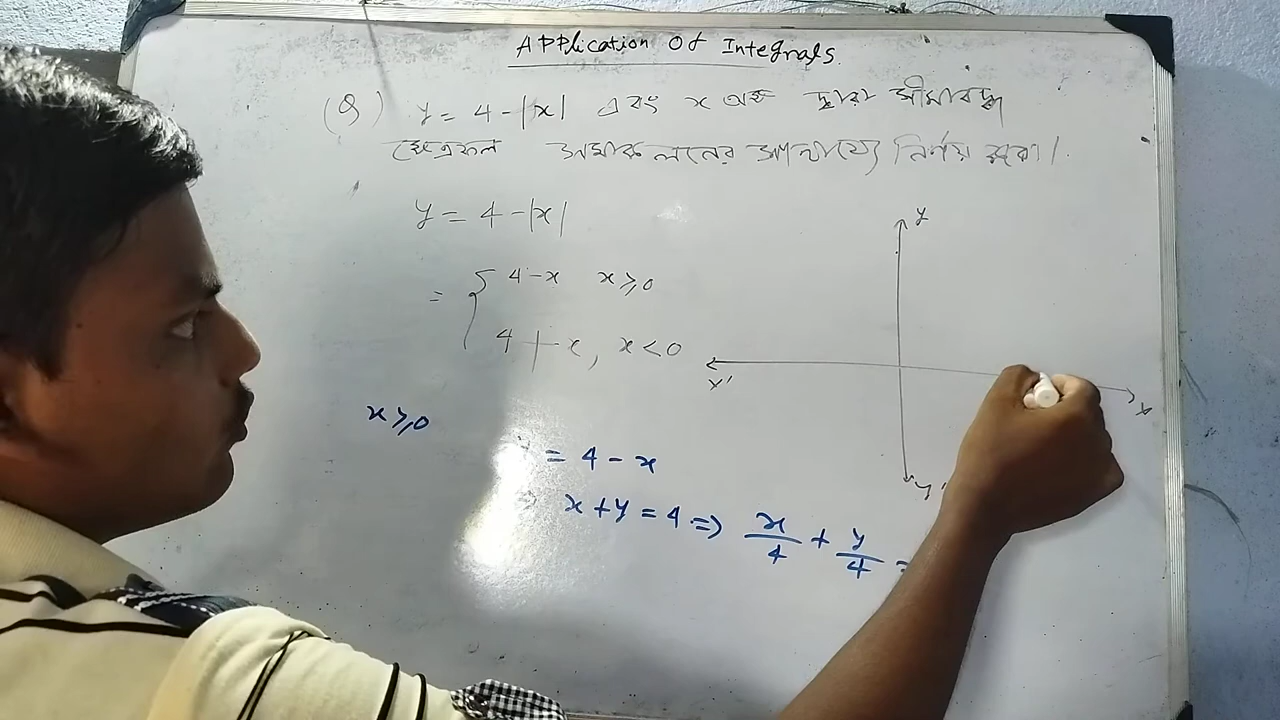 Application Of Integrals
(Q) y = 4 - |x| এবং x অক্ষ দ্বারা সীমাবদ্ধ
ক্ষেত্রফল সমাকলনের সাহায্যে নির্ণয় করো।
y = 4 - |x|
= { 4 - x x ≥ 0
4 + x, x < 0
y
x'
x
y'
x ≥ 0
= 4 - x
x + y = 4 ⇒ x/4 + y/4 =